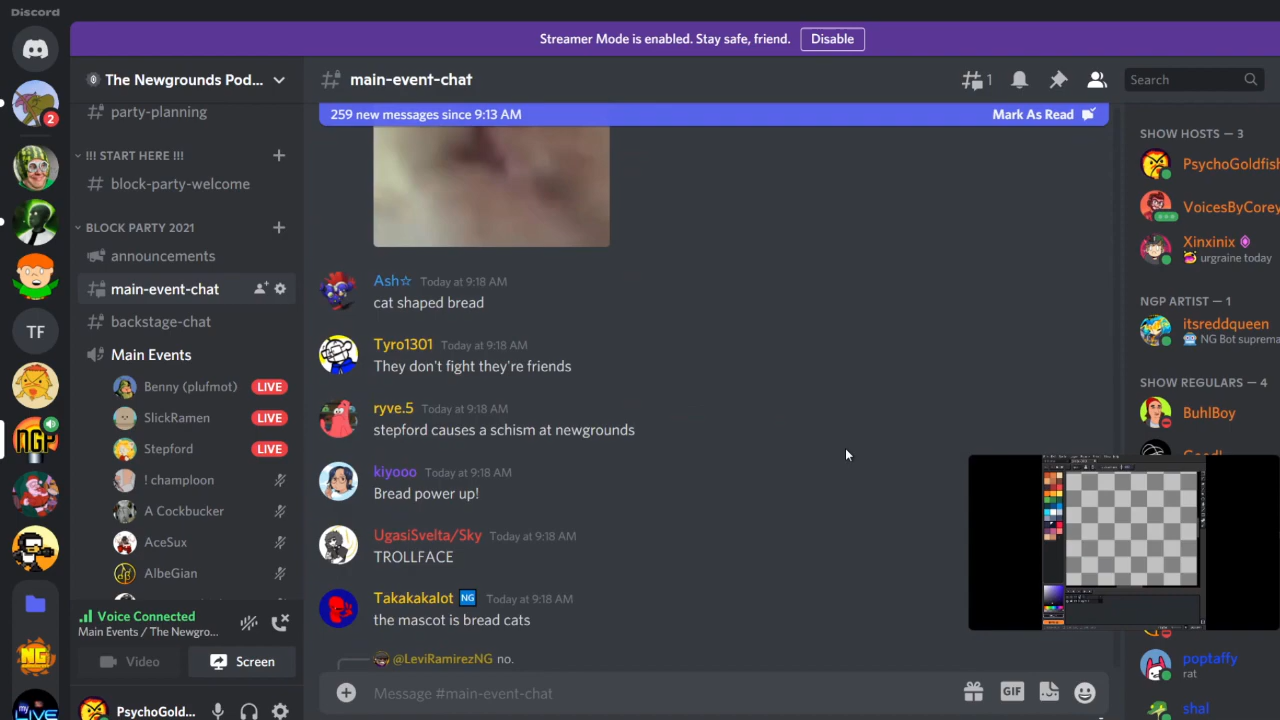 Discord
Streamer Mode is enabled. Stay safe, friend.
Disable
2
TF
NGP
NG
LIVE
The Newgrounds Pod...
party-planning
!!! START HERE !!!
block-party-welcome
BLOCK PARTY 2021
announcements
main-event-chat
backstage-chat
Main Events
Benny (plufmot) LIVE
SlickRamen LIVE
Stepford LIVE
! champloon
A Cockbucker
AceSux
AlbeGian
Voice Connected
Main Events / The Newgro...
Video
Screen
PsychoGold...
main-event-chat
1
Search
259 new messages since 9:13 AM
Mark As Read
Ash☆ Today at 9:18 AM
cat shaped bread
Tyro1301 Today at 9:18 AM
They don't fight they're friends
ryve.5 Today at 9:18 AM
stepford causes a schism at newgrounds
kiyooo Today at 9:18 AM
Bread power up!
UgasiSvelta/Sky Today at 9:18 AM
TROLLFACE
Takakakalot NG Today at 9:18 AM
the mascot is bread cats
@LeviRamirezNG no.
Message #main-event-chat
GIF
SHOW HOSTS — 3
PsychoGoldfish
VoicesByCorey
Xinxinix
urgraine today
NGP ARTIST — 1
itsreddqueen
NG Bot suprema
SHOW REGULARS — 4
BuhlBoy
poptaffy
rat
shal